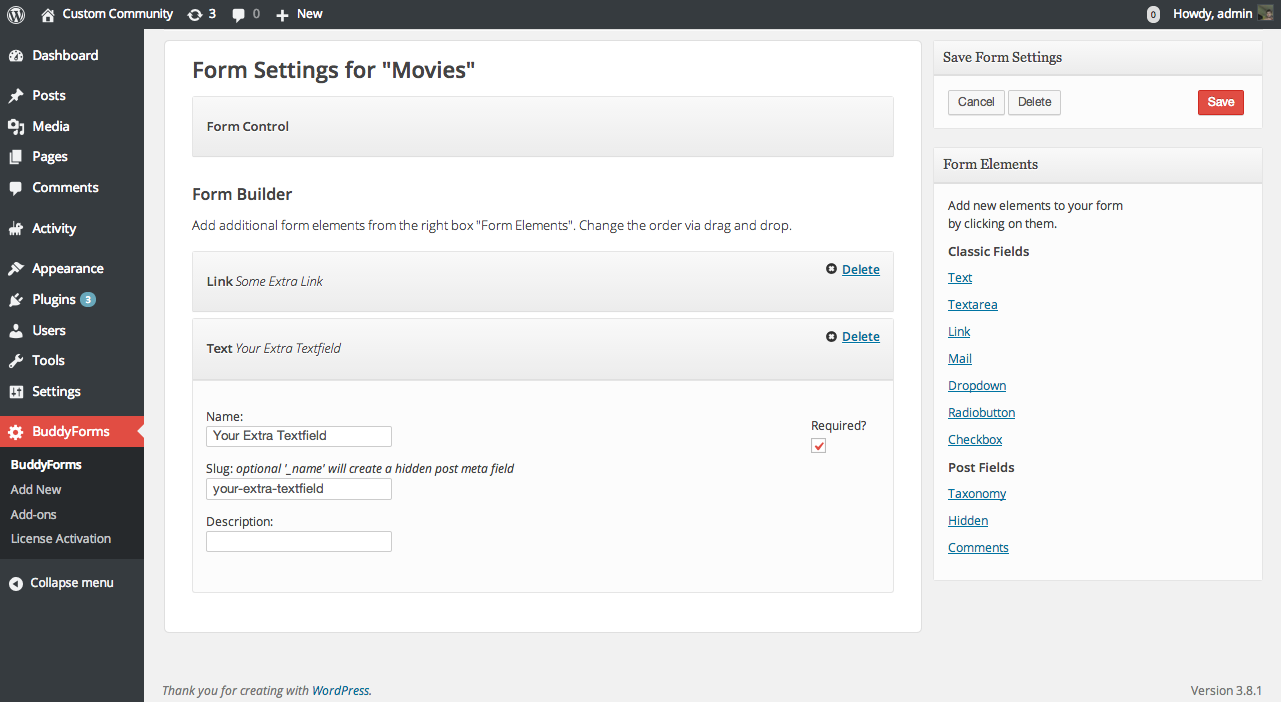 Custom Community 3 0 New 0 Howdy, admin
Dashboard
Posts
Media
Pages
Comments
Activity
Appearance
Plugins 3
Users
Tools
Settings
BuddyForms
BuddyForms
Add New
Add-ons
License Activation
Collapse menu
Form Settings for "Movies"
Form Control
Form Builder
Add additional form elements from the right box "Form Elements". Change the order via drag and drop.
Link Some Extra Link
Delete
Text Your Extra Textfield
Delete
Name:
Your Extra Textfield
Required?
Slug: optional '_name' will create a hidden post meta field
your-extra-textfield
Description:
Save Form Settings
Cancel Delete Save
Form Elements
Add new elements to your form
by clicking on them.
Classic Fields
Text
Textarea
Link
Mail
Dropdown
Radiobutton
Checkbox
Post Fields
Taxonomy
Hidden
Comments
Thank you for creating with WordPress. Version 3.8.1